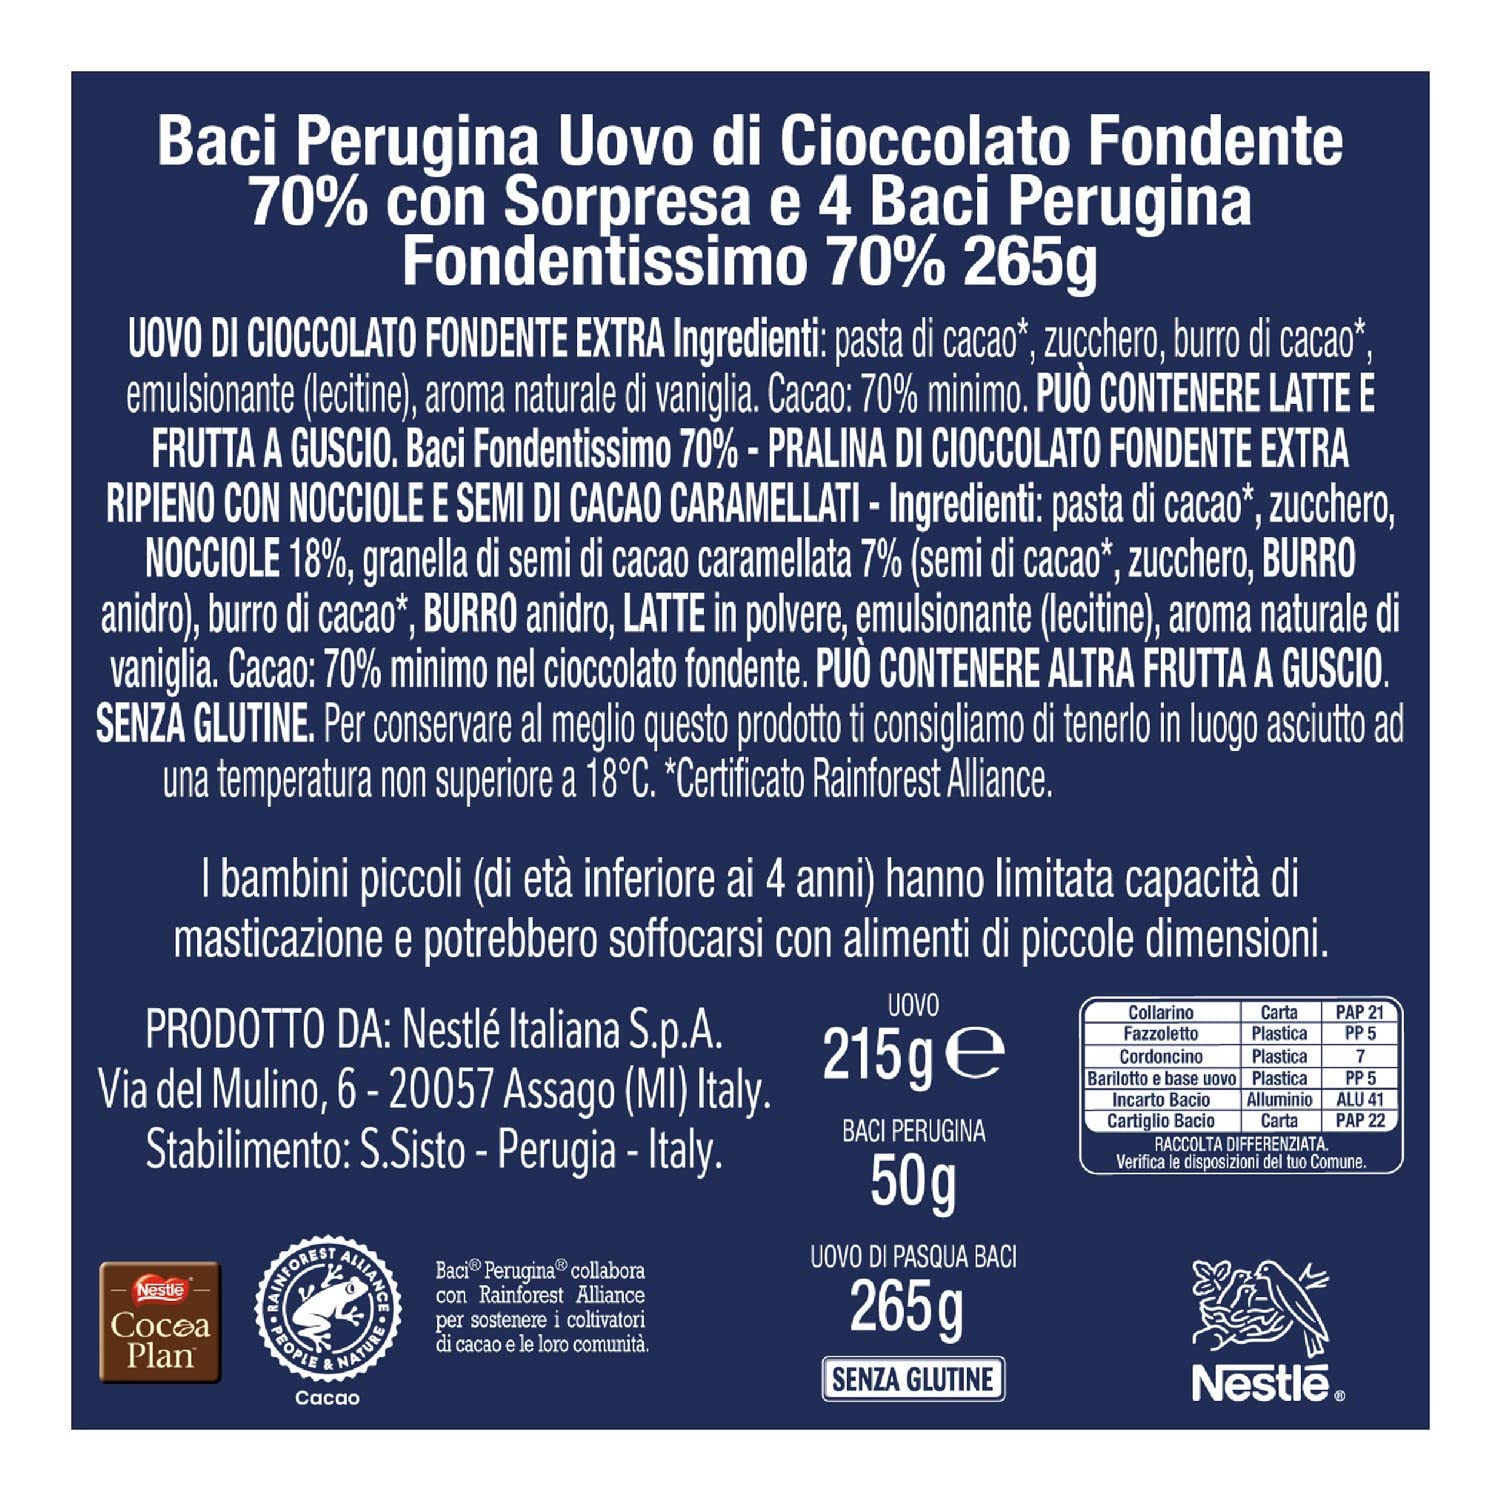 Baci Perugina Uovo di Cioccolato Fondente
70% con Sorpresa e 4 Baci Perugina
Fondentissimo 70% 265g
UOVO DI CIOCCOLATO FONDENTE EXTRA Ingredienti: pasta di cacao*, zucchero, burro di cacao*,
emulsionante (lecitine), aroma naturale di vaniglia. Cacao: 70% minimo. PUÒ CONTENERE LATTE E
FRUTTA A GUSCIO. Baci Fondentissimo 70% - PRALINA DI CIOCCOLATO FONDENTE EXTRA
RIPIENO CON NOCCIOLE E SEMI DI CACAO CARAMELLATI - Ingredienti: pasta di cacao*, zucchero,
NOCCIOLE 18%, granella di semi di cacao caramellata 7% (semi di cacao*, zucchero, BURRO
anidro), burro di cacao*, BURRO anidro, LATTE in polvere, emulsionante (lecitine), aroma naturale di
vaniglia. Cacao: 70% minimo nel cioccolato fondente. PUÒ CONTENERE ALTRA FRUTTA A GUSCIO.
SENZA GLUTINE. Per conservare al meglio questo prodotto ti consigliamo di tenerlo in luogo asciutto ad
una temperatura non superiore a 18°C. *Certificato Rainforest Alliance.
I bambini piccoli (di età inferiore ai 4 anni) hanno limitata capacità di
masticazione e potrebbero soffocarsi con alimenti di piccole dimensioni.
PRODOTTO DA: Nestlé Italiana S.p.A.
Via del Mulino, 6 - 20057 Assago (MI) Italy.
Stabilimento: S.Sisto - Perugia - Italy.
UOVO
215g e
BACI PERUGINA
50g
UOVO DI PASQUA BACI
265g
SENZA GLUTINE
Collarino Carta PAP 21
Fazzoletto Plastica PP 5
Cordoncino Plastica 7
Barilotto e base uovo Plastica PP 5
Incarto Bacio Alluminio ALU 41
Cartiglio Bacio Carta PAP 22
RACCOLTA DIFFERENZIATA.
Verifica le disposizioni del tuo Comune.
Nestlé
Cocoa
Plan
RAINFOREST ALLIANCE
PEOPLE & NATURE
Cacao
Baci® Perugina® collabora
con Rainforest Alliance
per sostenere i coltivatori
di cacao e le loro comunità.
Nestlé®